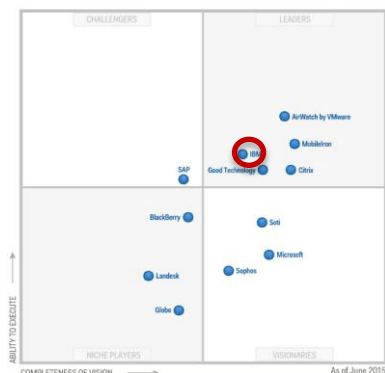 CHALLENGERS
LEADERS
AirWatch by VMware
MobileIron
IBM
SAP
Good Technology
Citrix
BlackBerry
Soti
Microsoft
Landesk
Sophos
Globo
ABILITY TO EXECUTE
NICHE PLAYERS
VISIONARIES
COMPLETENESS OF VISION
As of June 2015